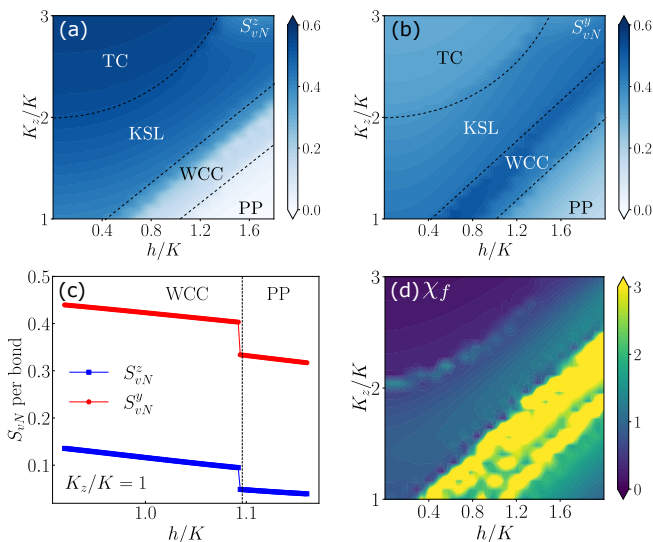 (a)
S^z_{vN}
TC
KSL
WCC
PP
K_z/K
3
2
1
0.4 0.8 1.2 1.6
h/K
0.6
0.4
0.2
0.0
(b)
S^y_{vN}
TC
KSL
WCC
PP
K_z/K
3
2
1
0.4 0.8 1.2 1.6
h/K
0.6
0.4
0.2
0.0
(c)
WCC
PP
S_{vN} per bond
0.5
0.4
0.3
0.2
0.1
S^z_{vN}
S^y_{vN}
K_z/K = 1
1.0 1.1
h/K
(d) χ_f
K_z/K
3
2
1
0.4 0.8 1.2 1.6
h/K
3
2
1
0